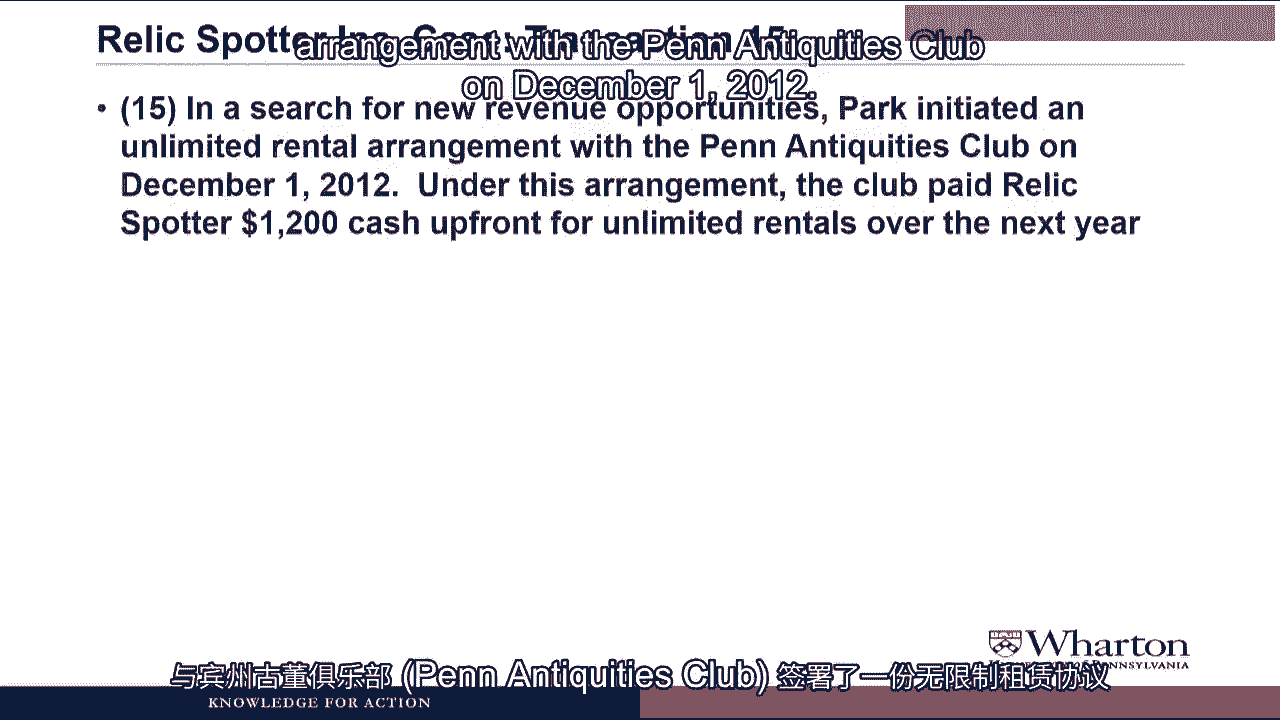 Relic Spotter Inc. Case: Transaction 15
arrangement with the Penn Antiquities Club
on December 1, 2012.
• (15) In a search for new revenue opportunities, Park initiated an
unlimited rental arrangement with the Penn Antiquities Club on
December 1, 2012. Under this arrangement, the club paid Relic
Spotter $1,200 cash upfront for unlimited rentals over the next year
Wharton
PENNSYLVANIA
与宾州古董俱乐部 (Penn Antiquities Club) 签署了一份无限制租赁协议
KNOWLEDGE FOR ACTION